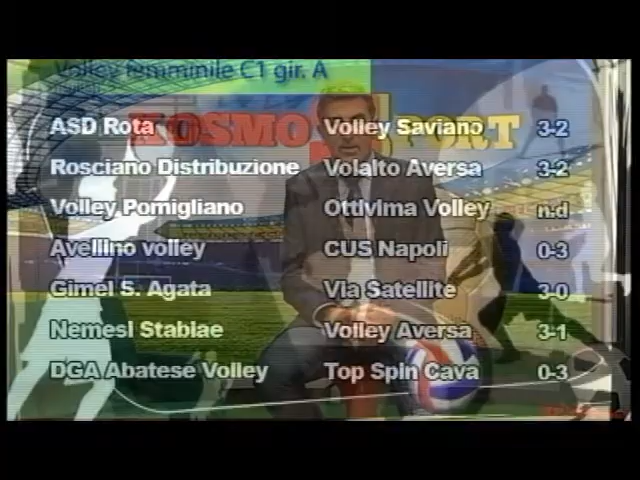 Volley femminile C1 gir. A
KOSMO SPORT
ASD Rota Volley Saviano 3-2
Rosciano Distribuzione Volalto Aversa 3-2
Volley Pomigliano Ottivima Volley n.d
Avellino volley CUS Napoli 0-3
Gimel S. Agata Via Satellite 3-0
Nemesi Stabiae Volley Aversa 3-1
DGA Abatese Volley Top Spin Cava 0-3